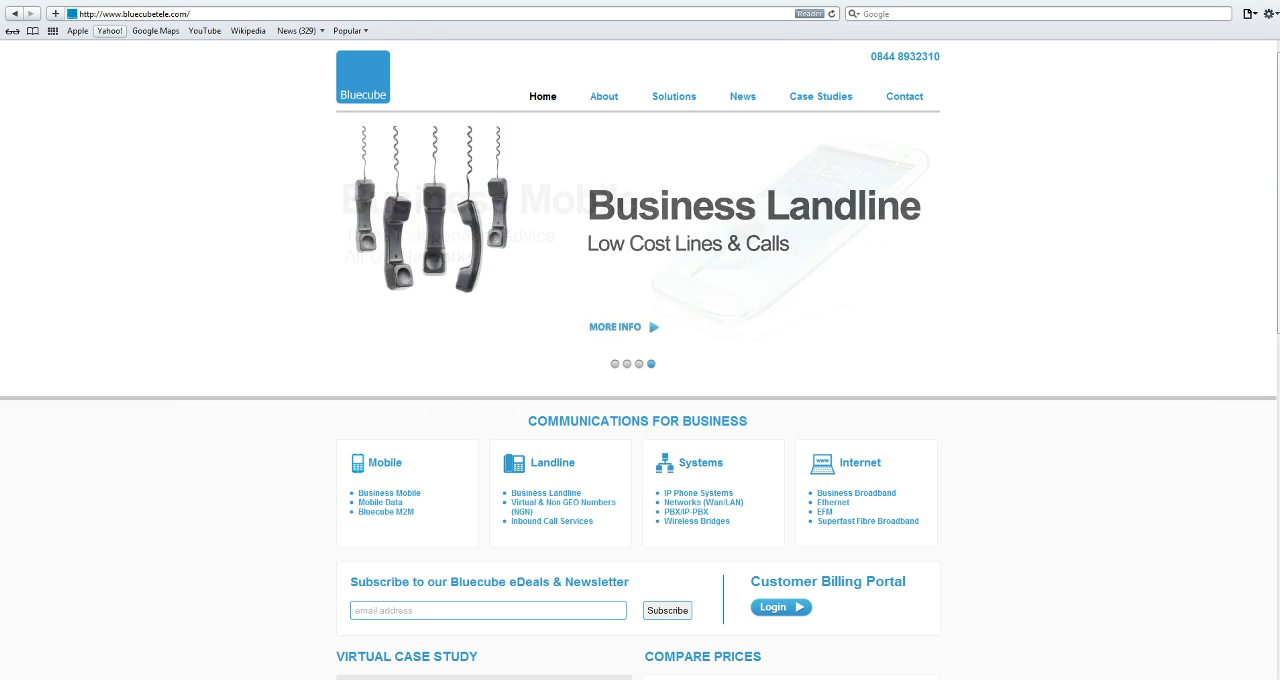 http://www.bluecubetele.com/
Reader
Google
Apple
Yahoo!
Google Maps
YouTube
Wikipedia
News (329)
Popular
0844 8932310
Bluecube
Home
About
Solutions
News
Case Studies
Contact
Business Mobile
Business Landline
Low Cost Lines & Calls
MORE INFO
COMMUNICATIONS FOR BUSINESS
Mobile
Business Mobile
Mobile Data
Bluecube M2M
Landline
Business Landline
Virtual & Non GEO Numbers
(NGN)
Inbound Call Services
Systems
IP Phone Systems
Networks (Wan/LAN)
PBX/IP-PBX
Wireless Bridges
www
Internet
Business Broadband
Ethernet
EFM
Superfast Fibre Broadband
Subscribe to our Bluecube eDeals & Newsletter
email address
Subscribe
Customer Billing Portal
Login
VIRTUAL CASE STUDY
COMPARE PRICES